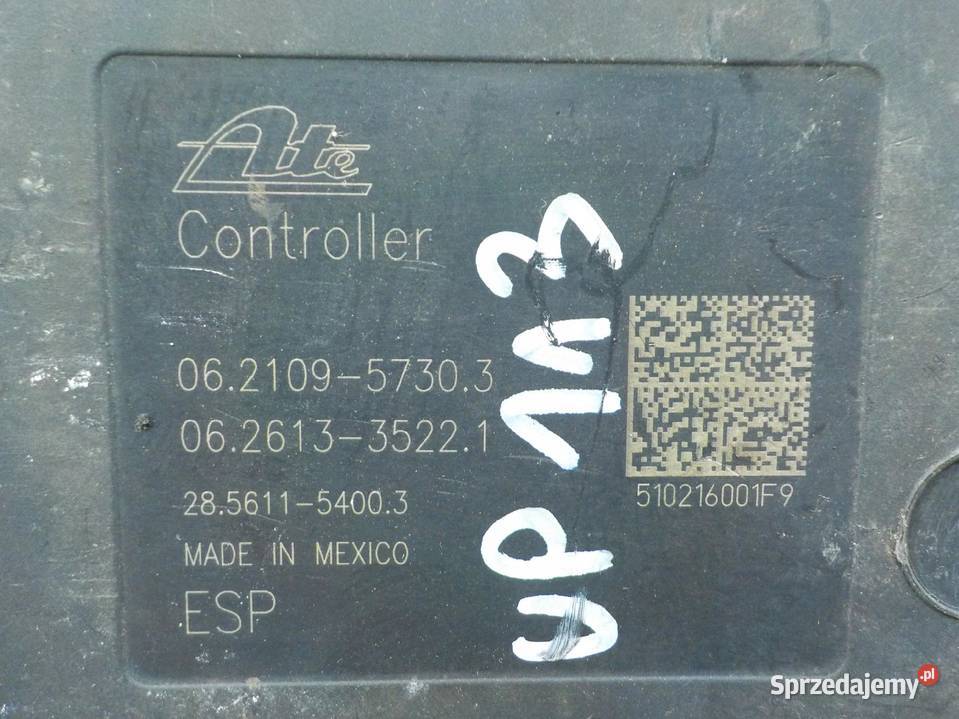 Ate
Controller
06.2109-5730.3
06.2613-3522.1
28.5611-5400.3
MADE IN MEXICO
ESP
510216001F9
UP 113
Sprzedajemy.pl